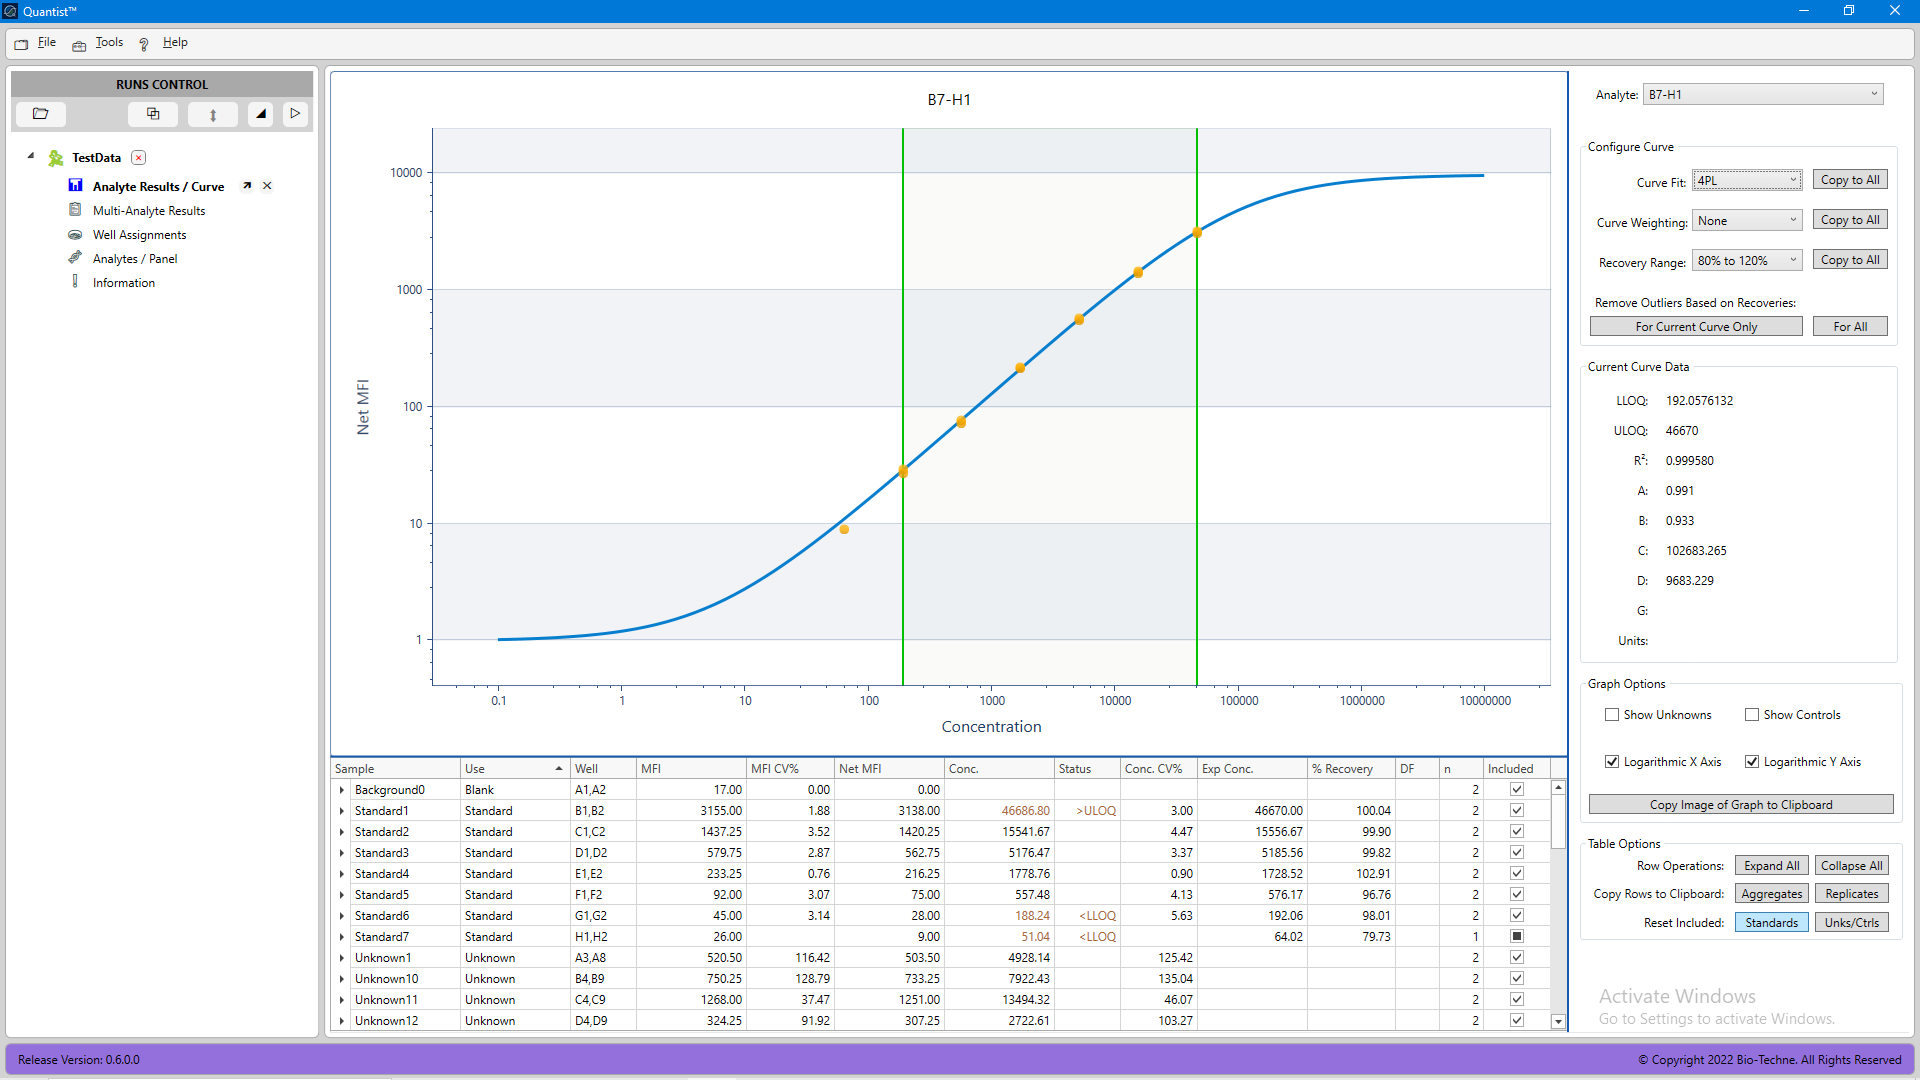 Quantist™
File Tools Help
RUNS CONTROL
TestData
Analyte Results / Curve
Multi-Analyte Results
Well Assignments
Analytes / Panel
Information
B7-H1
Net MFI
10000
1000
100
10
1
0.1 1 10 100 1000 10000 100000 1000000 10000000
Concentration
Sample Use Well MFI MFI CV% Net MFI Conc. Status Conc. CV% Exp Conc. % Recovery DF n Included
Background0 Blank A1,A2 17.00 0.00 0.00 2
Standard1 Standard B1,B2 3155.00 1.88 3138.00 46686.80 >ULOQ 3.00 46670.00 100.04 2
Standard2 Standard C1,C2 1437.25 3.52 1420.25 15541.67 4.47 15556.67 99.90 2
Standard3 Standard D1,D2 579.75 2.87 562.75 5176.47 3.37 5185.56 99.82 2
Standard4 Standard E1,E2 233.25 0.76 216.25 1778.76 0.90 1728.52 102.91 2
Standard5 Standard F1,F2 92.00 3.07 75.00 557.48 4.13 576.17 96.76 2
Standard6 Standard G1,G2 45.00 3.14 28.00 188.24 <LLOQ 5.63 192.06 98.01 2
Standard7 Standard H1,H2 26.00 9.00 51.04 <LLOQ 64.02 79.73 1
Unknown1 Unknown A3,A8 520.50 116.42 503.50 4928.14 125.42 2
Unknown10 Unknown B4,B9 750.25 128.79 733.25 7922.43 135.04 2
Unknown11 Unknown C4,C9 1268.00 37.47 1251.00 13494.32 46.07 2
Unknown12 Unknown D4,D9 324.25 91.92 307.25 2722.61 103.27 2
Analyte: B7-H1
Configure Curve
Curve Fit: 4PL Copy to All
Curve Weighting: None Copy to All
Recovery Range: 80% to 120% Copy to All
Remove Outliers Based on Recoveries:
For Current Curve Only For All
Current Curve Data
LLOQ: 192.0576132
ULOQ: 46670
R²: 0.999580
A: 0.991
B: 0.933
C: 102683.265
D: 9683.229
G:
Units:
Graph Options
Show Unknowns Show Controls
Logarithmic X Axis Logarithmic Y Axis
Copy Image of Graph to Clipboard
Table Options
Row Operations: Expand All Collapse All
Copy Rows to Clipboard: Aggregates Replicates
Reset Included: Standards Unks/Ctrls
Activate Windows
Go to Settings to activate Windows.
Release Version: 0.6.0.0
© Copyright 2022 Bio-Techne. All Rights Reserved